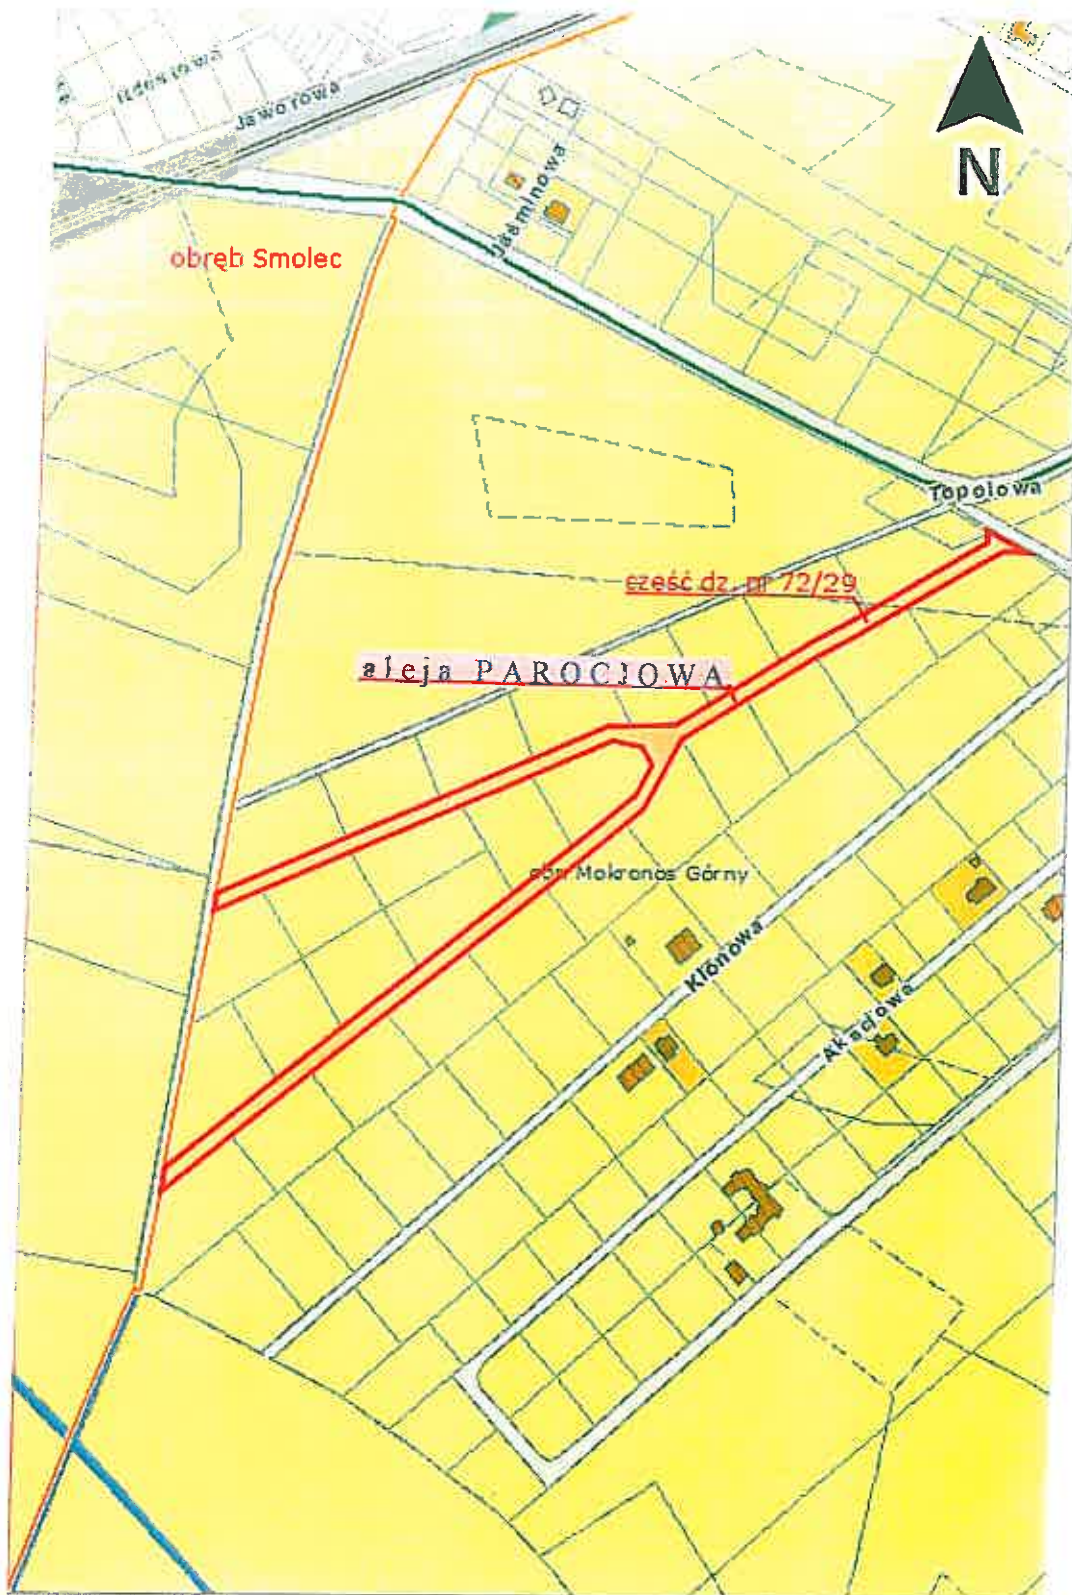 Jaworowa
N
Jaśminowa
obręb Smolec
Topolowa
część dz. nr 72/29
aleja PAROCJOWA
obr. Mokronos Górny
Klonowa
Akacjowa